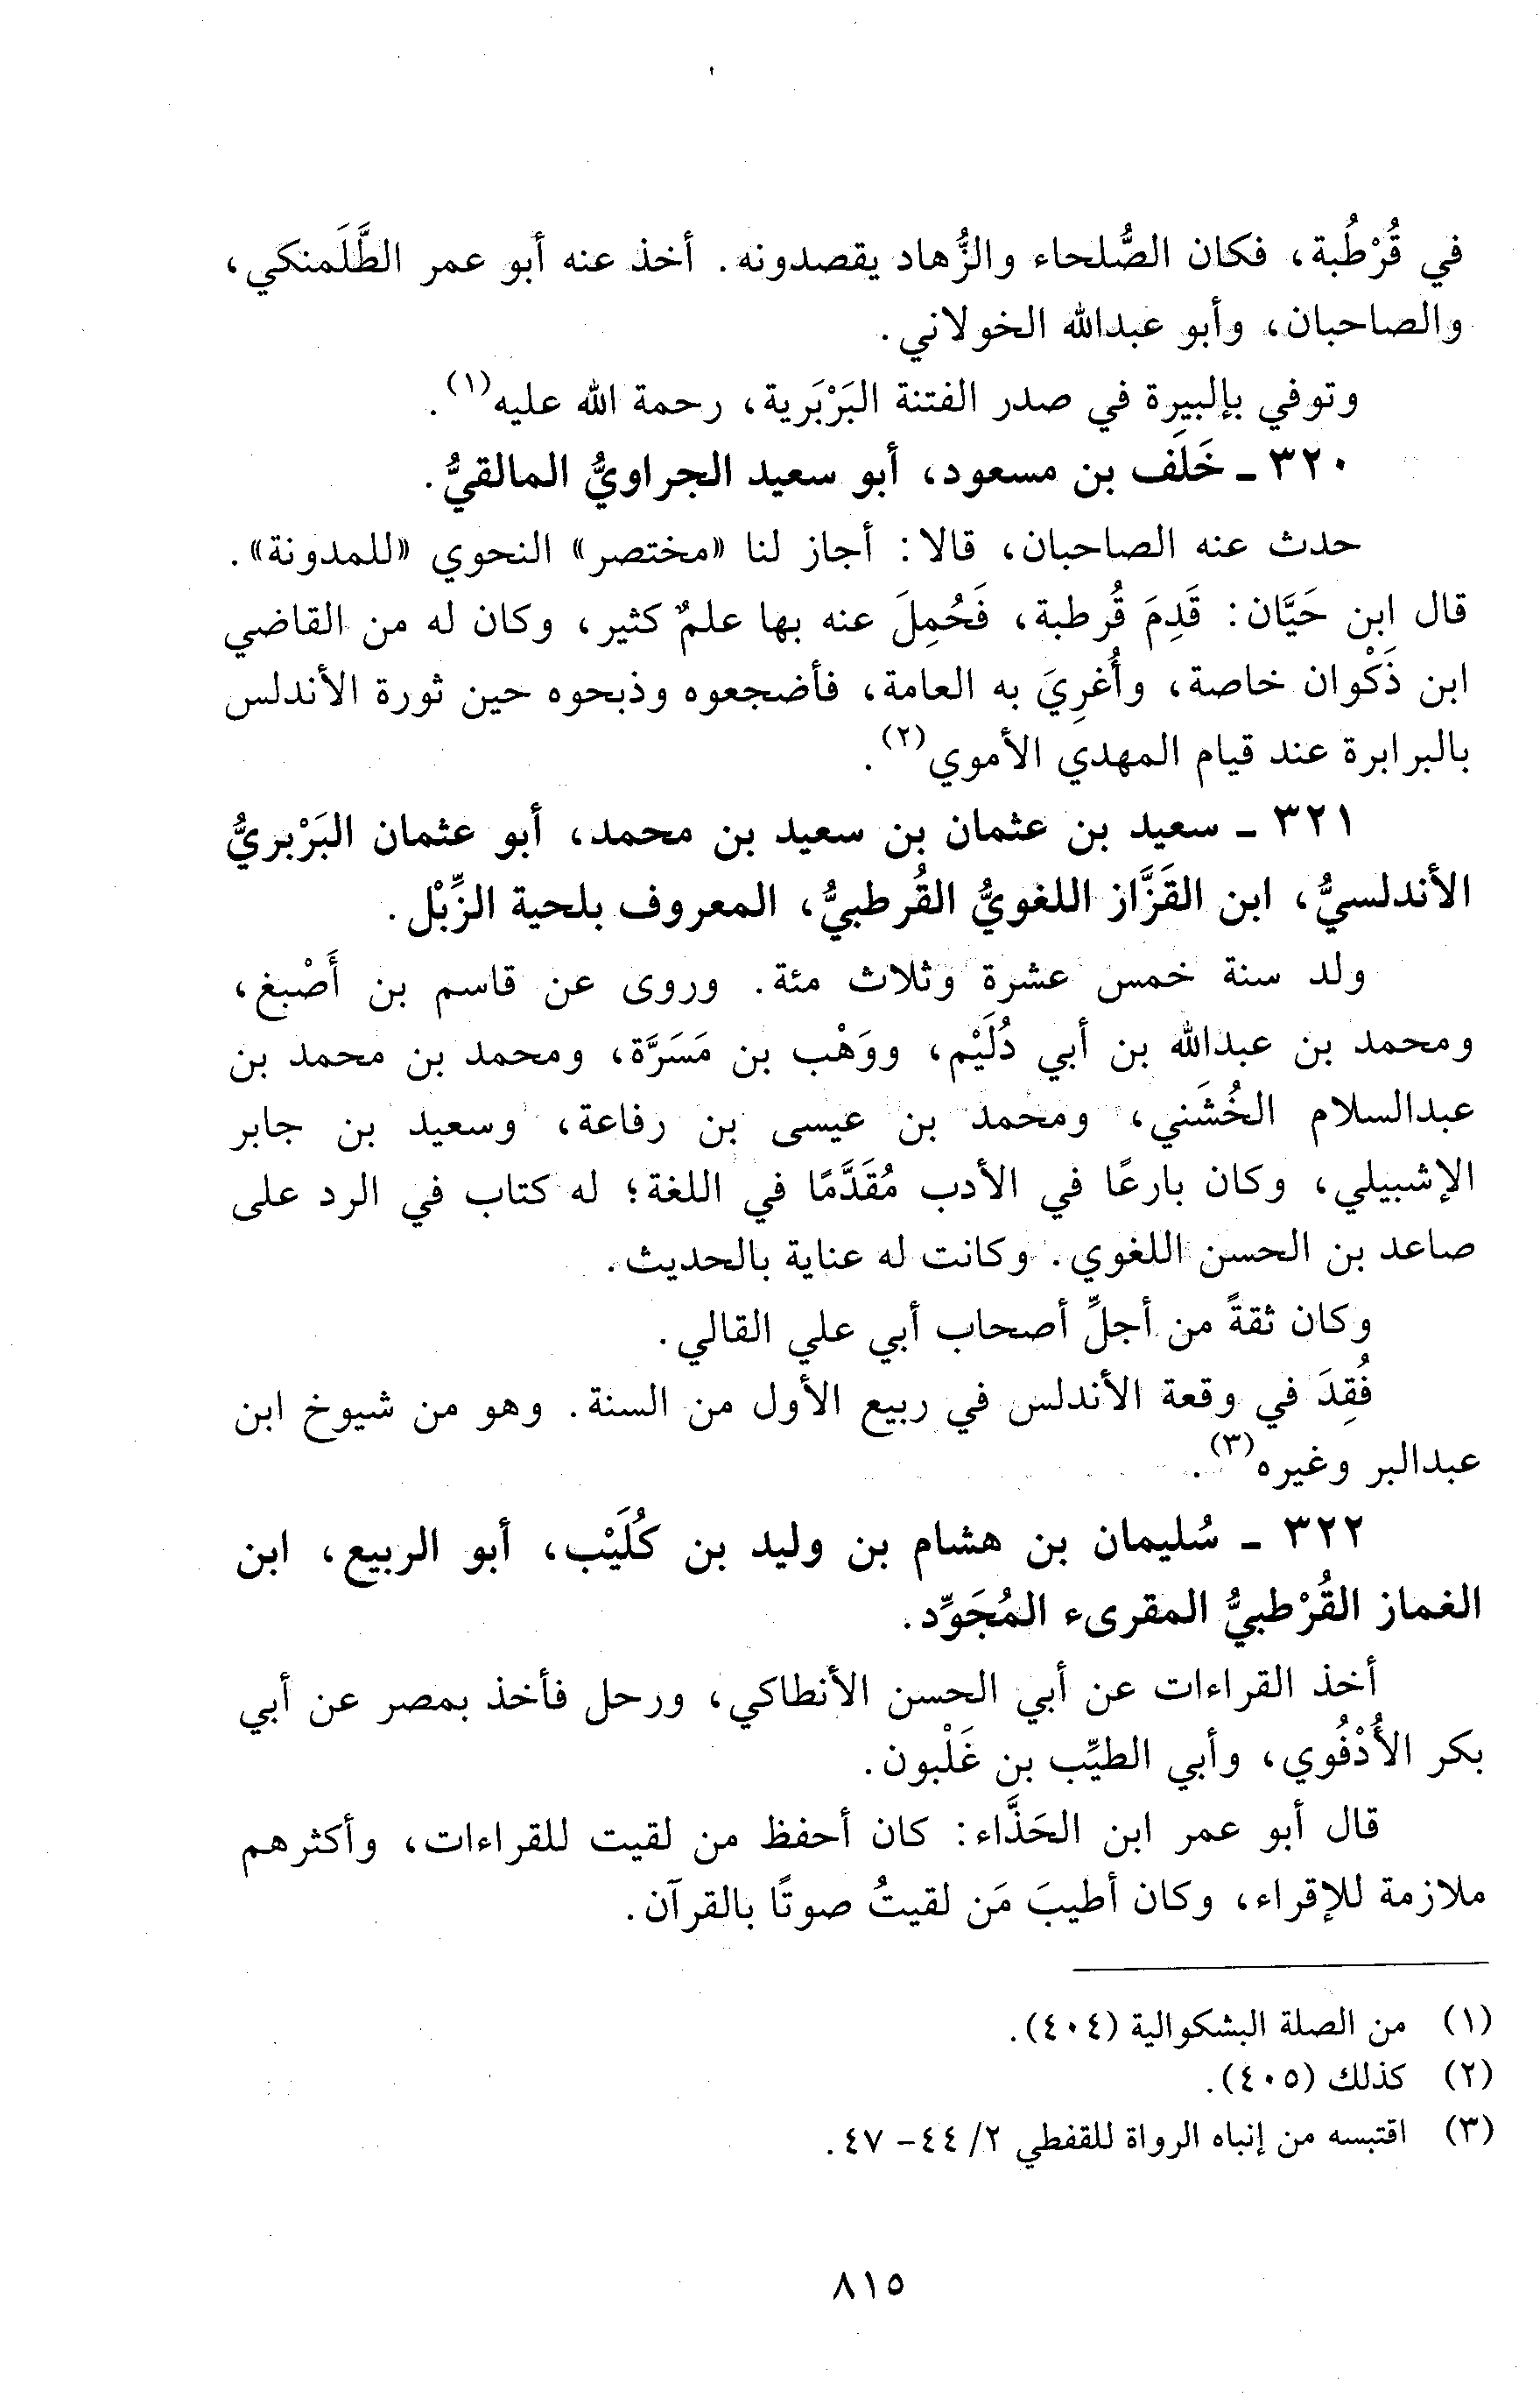 في قُرْطُبة، فكان الصُّلحاء والزُّهاد يقصدونه. أخذ عنه أبو عمر الطَّلَمنكي،
والصاحبان، وأبو عبدالله الخولاني.
وتوفي بإلبيرة في صدر الفتنة البَرْبَرية، رحمة الله عليه(١).
٣٢٠ ـ خَلَف بن مسعود، أبو سعيد الجراويُّ المالقيُّ.
حدث عنه الصاحبان، قالا: أجاز لنا «مختصر» النحوي «للمدونة».
قال ابن حَيَّان: قَدِمَ قُرطبة، فَحُمِلَ عنه بها علمٌ كثير، وكان له من القاضي
ابن ذَكْوان خاصة، وأُغرِيَ به العامة، فأضجعوه وذبحوه حين ثورة الأندلس
بالبرابرة عند قيام المهدي الأموي(٢).
٣٢١ ـ سعيد بن عثمان بن سعيد بن محمد، أبو عثمان البَرْبريُّ
الأندلسيُّ، ابن القَزَّاز اللغويُّ القُرطبيُّ، المعروف بلحية الزِّبْل.
ولد سنة خمس عشرة وثلاث مئة. وروى عن قاسم بن أَصْبغ،
ومحمد بن عبدالله بن أبي دُلَيْم، ووَهْب بن مَسَرَّة، ومحمد بن محمد بن
عبدالسلام الخُشَني، ومحمد بن عيسى بن رفاعة، وسعيد بن جابر
الإشبيلي، وكان بارعًا في الأدب مُقَدَّمًا في اللغة؛ له كتاب في الرد على
صاعد بن الحسن اللغوي. وكانت له عناية بالحديث.
وكان ثقةً من أجلِّ أصحاب أبي علي القالي.
فُقِدَ في وقعة الأندلس في ربيع الأول من السنة. وهو من شيوخ ابن
عبدالبر وغيره(٣).
٣٢٢ ـ سُليمان بن هشام بن وليد بن كُلَيْب، أبو الربيع، ابن
الغماز القُرْطبيُّ المقرىء المُجَوِّد.
أخذ القراءات عن أبي الحسن الأنطاكي، ورحل فأخذ بمصر عن أبي
بكر الأُدْفُوي، وأبي الطيِّب بن غَلْبون.
قال أبو عمر ابن الحَذَّاء: كان أحفظ من لقيت للقراءات، وأكثرهم
ملازمة للإقراء، وكان أطيبَ مَن لقيتُ صوتًا بالقرآن.
(١) من الصلة البشكوالية (٤٠٤).
(٢) كذلك (٤٠٥).
(٣) اقتبسه من إنباه الرواة للقفطي ٢/ ٤٤ - ٤٧.
٨١٥